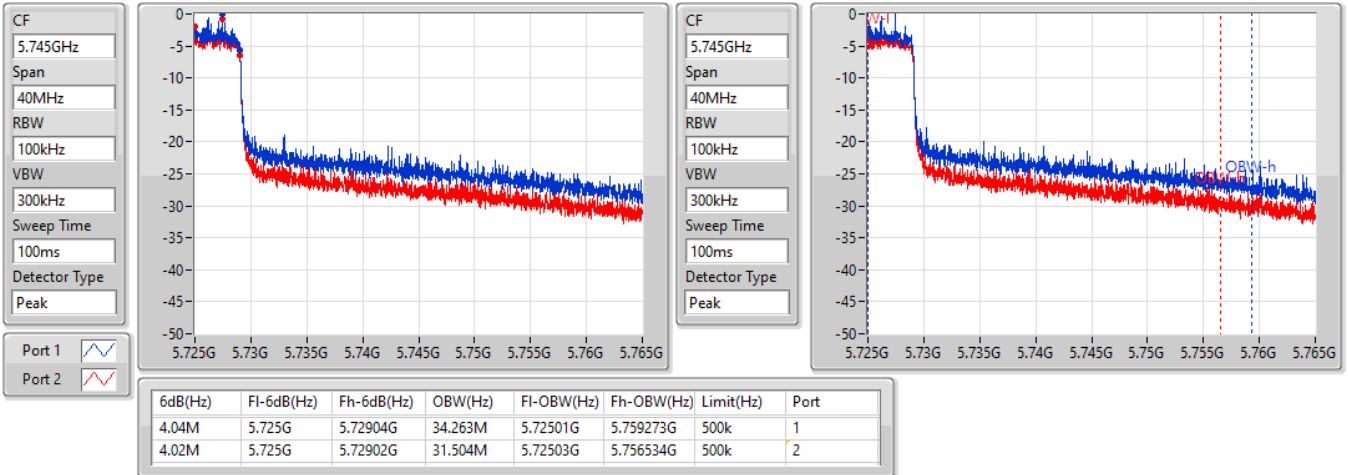 CF
5.745GHz
Span
40MHz
RBW
100kHz
VBW
300kHz
Sweep Time
100ms
Detector Type
Peak
Port 1
Port 2
0
-5
-10
-15
-20
-25
-30
-35
-40
-45
-50
5.725G 5.73G 5.735G 5.74G 5.745G 5.75G 5.755G 5.76G 5.765G
CF
5.745GHz
Span
40MHz
RBW
100kHz
VBW
300kHz
Sweep Time
100ms
Detector Type
Peak
0
-5
-10
-15
-20
-25
-30
-35
-40
-45
-50
OBW-h
5.725G 5.73G 5.735G 5.74G 5.745G 5.75G 5.755G 5.76G 5.765G
6dB(Hz) Fl-6dB(Hz) Fh-6dB(Hz) OBW(Hz) Fl-OBW(Hz) Fh-OBW(Hz) Limit(Hz) Port
4.04M 5.725G 5.72904G 34.263M 5.72501G 5.759273G 500k 1
4.02M 5.725G 5.72902G 31.504M 5.72503G 5.756534G 500k 2